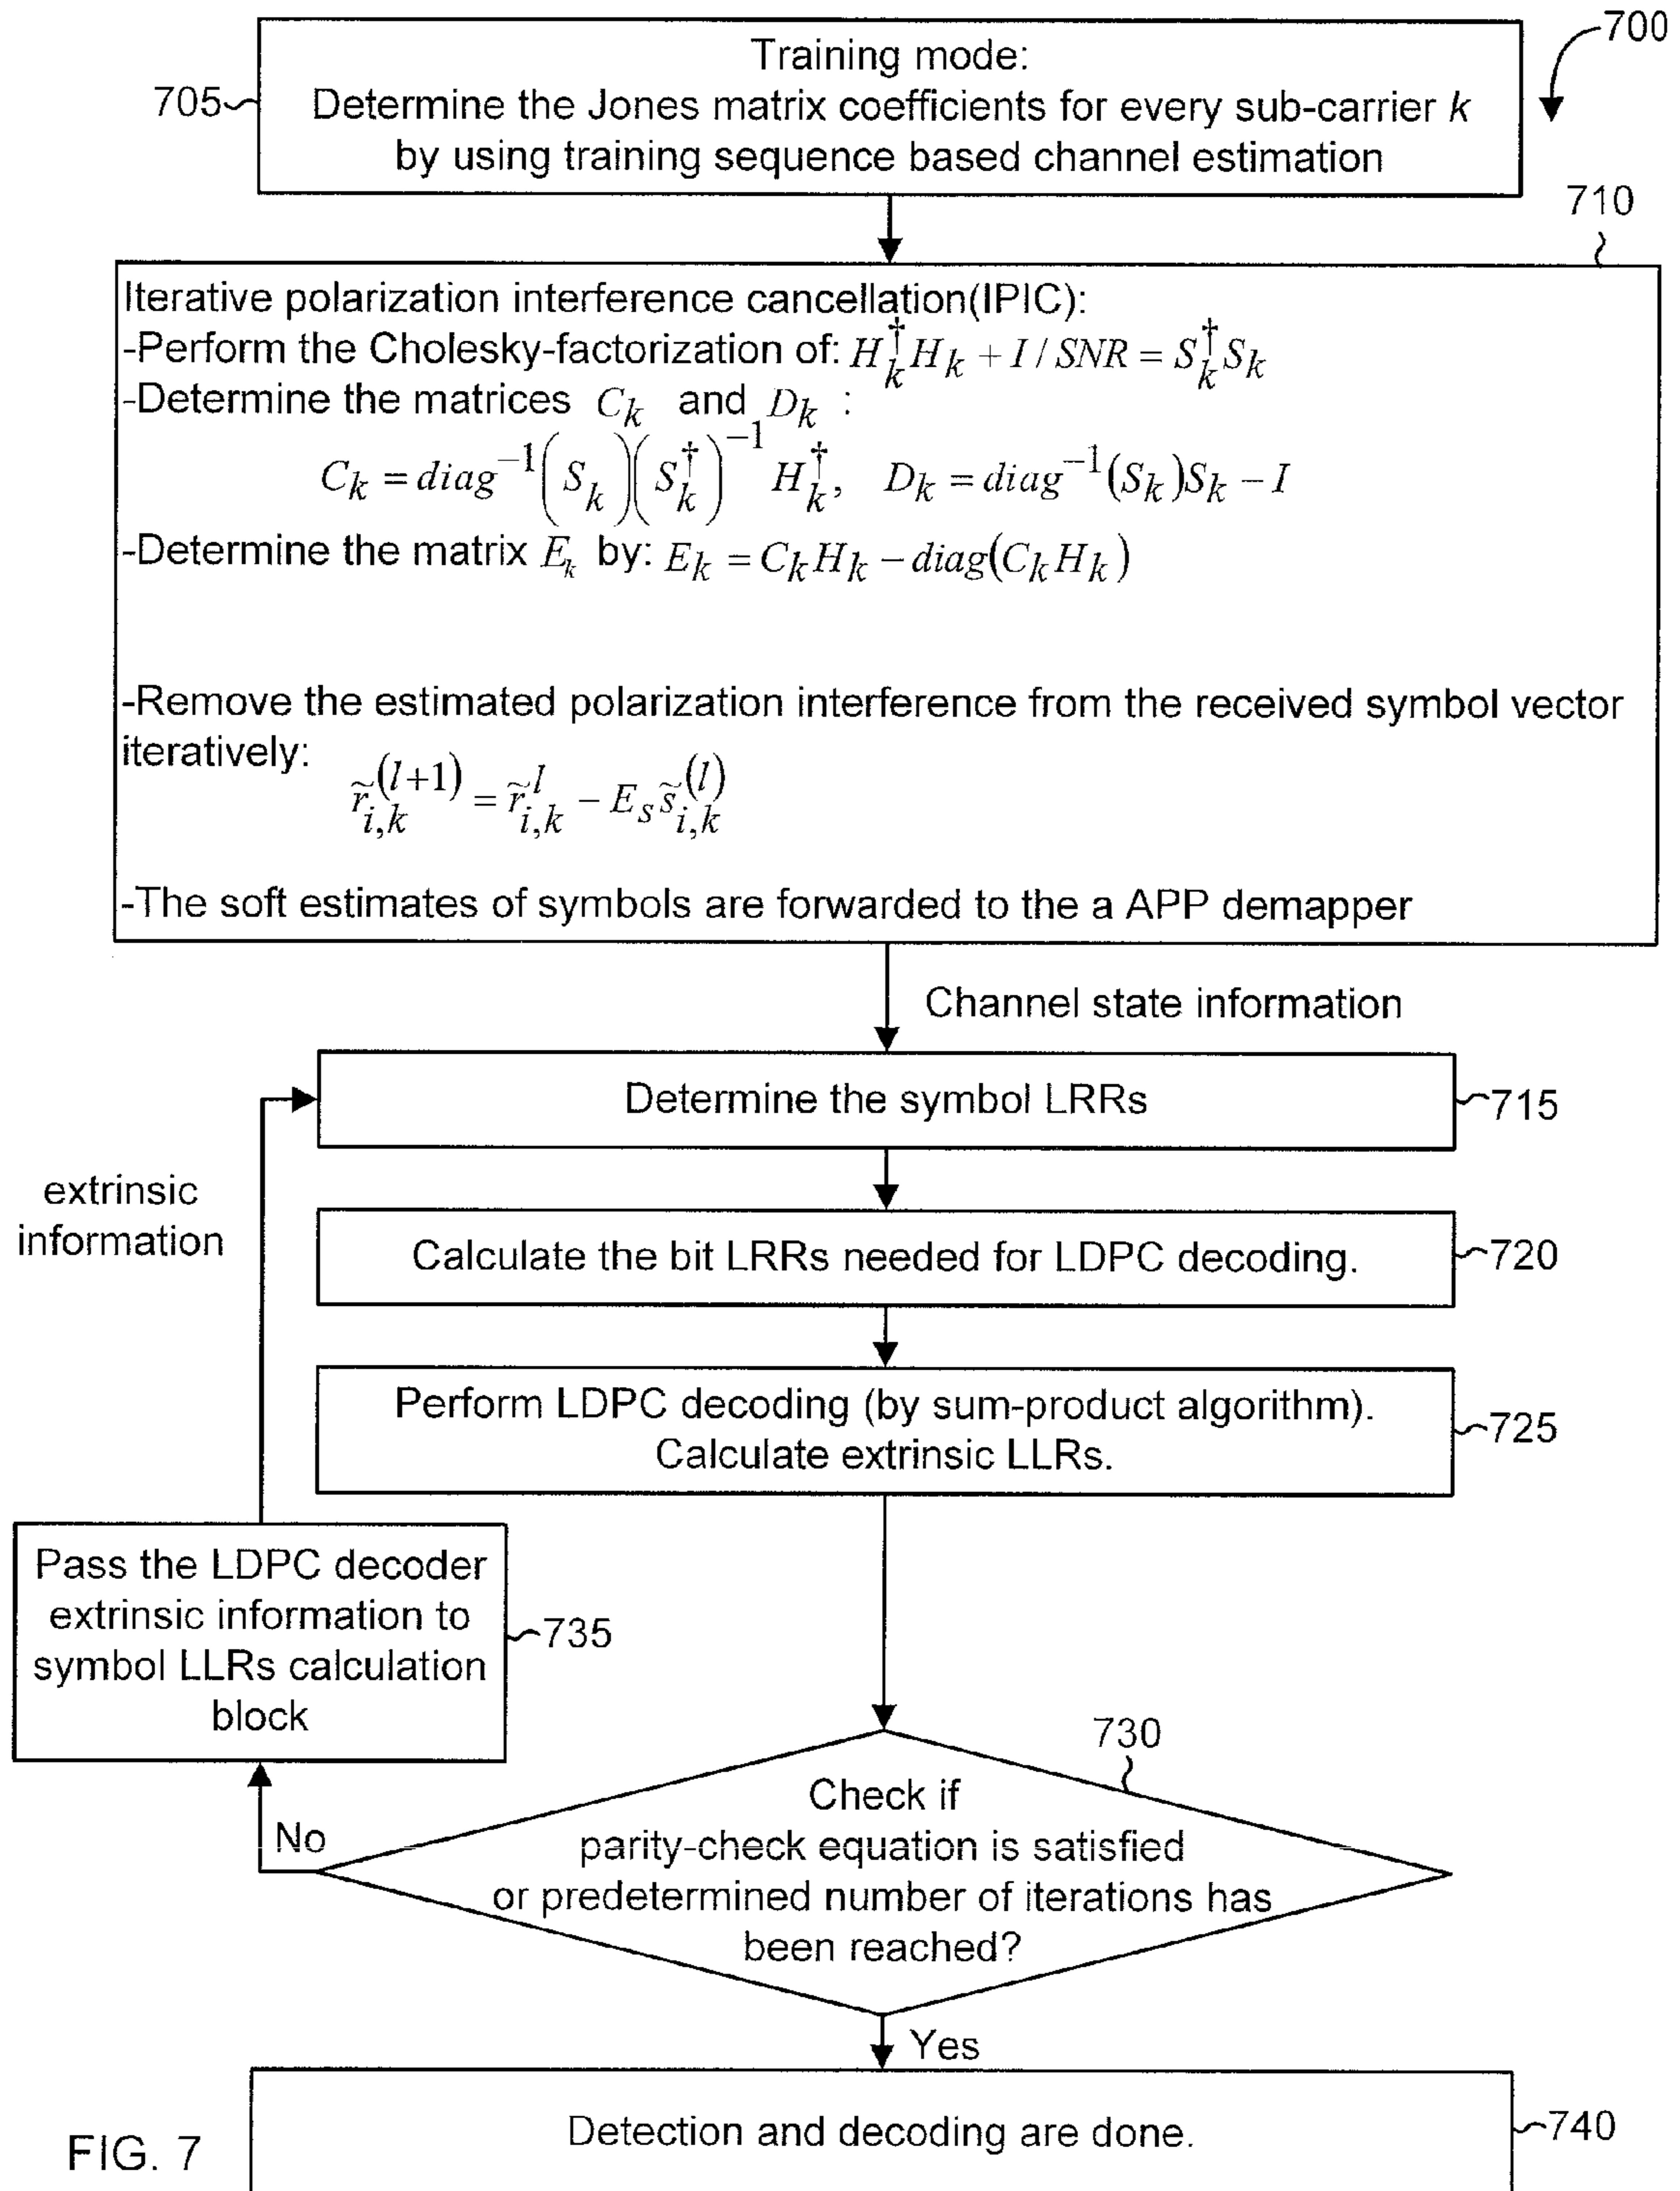 700
Training mode:
705
Determine the Jones matrix coefficients for every sub-carrier k
by using training sequence based channel estimation
710
Iterative polarization interference cancellation(IPIC):
-Perform the Cholesky-factorization of: H_k^† H_k + I / SNR = S_k^† S_k
-Determine the matrices C_k and D_k :
C_k = diag^{-1}(S_k)(S_k^†)^{-1} H_k^†, D_k = diag^{-1}(S_k)S_k − I
-Determine the matrix E_k by: E_k = C_k H_k − diag(C_k H_k)
-Remove the estimated polarization interference from the received symbol vector
iteratively:
r̃_{i,k}^{(l+1)} = r̃_{i,k}^{l} − E_s s̃_{i,k}^{(l)}
-The soft estimates of symbols are forwarded to the a APP demapper
Channel state information
Determine the symbol LRRs
715
extrinsic
information
Calculate the bit LRRs needed for LDPC decoding.
720
Perform LDPC decoding (by sum-product algorithm).
Calculate extrinsic LLRs.
725
Pass the LDPC decoder
extrinsic information to
symbol LLRs calculation
block
735
730
Check if
parity-check equation is satisfied
or predetermined number of iterations has
been reached?
No
Yes
Detection and decoding are done.
740
FIG. 7